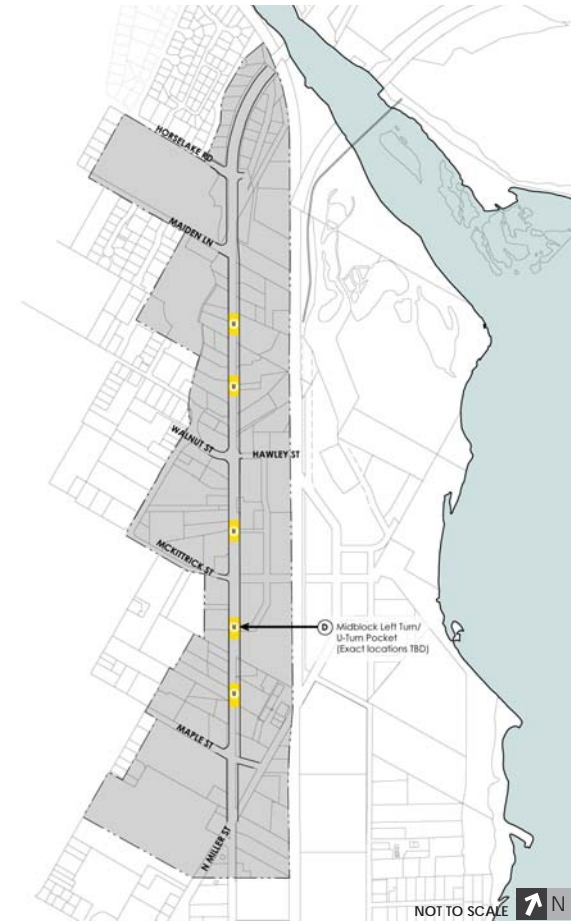 HORSELAKE RD
MAIDEN LN
WALNUT ST
HAWLEY ST
MCKITTRICK ST
D Midblock Left Turn/
U-Turn Pocket
(Exact locations TBD)
MAPLE ST
N MILLER ST
NOT TO SCALE N